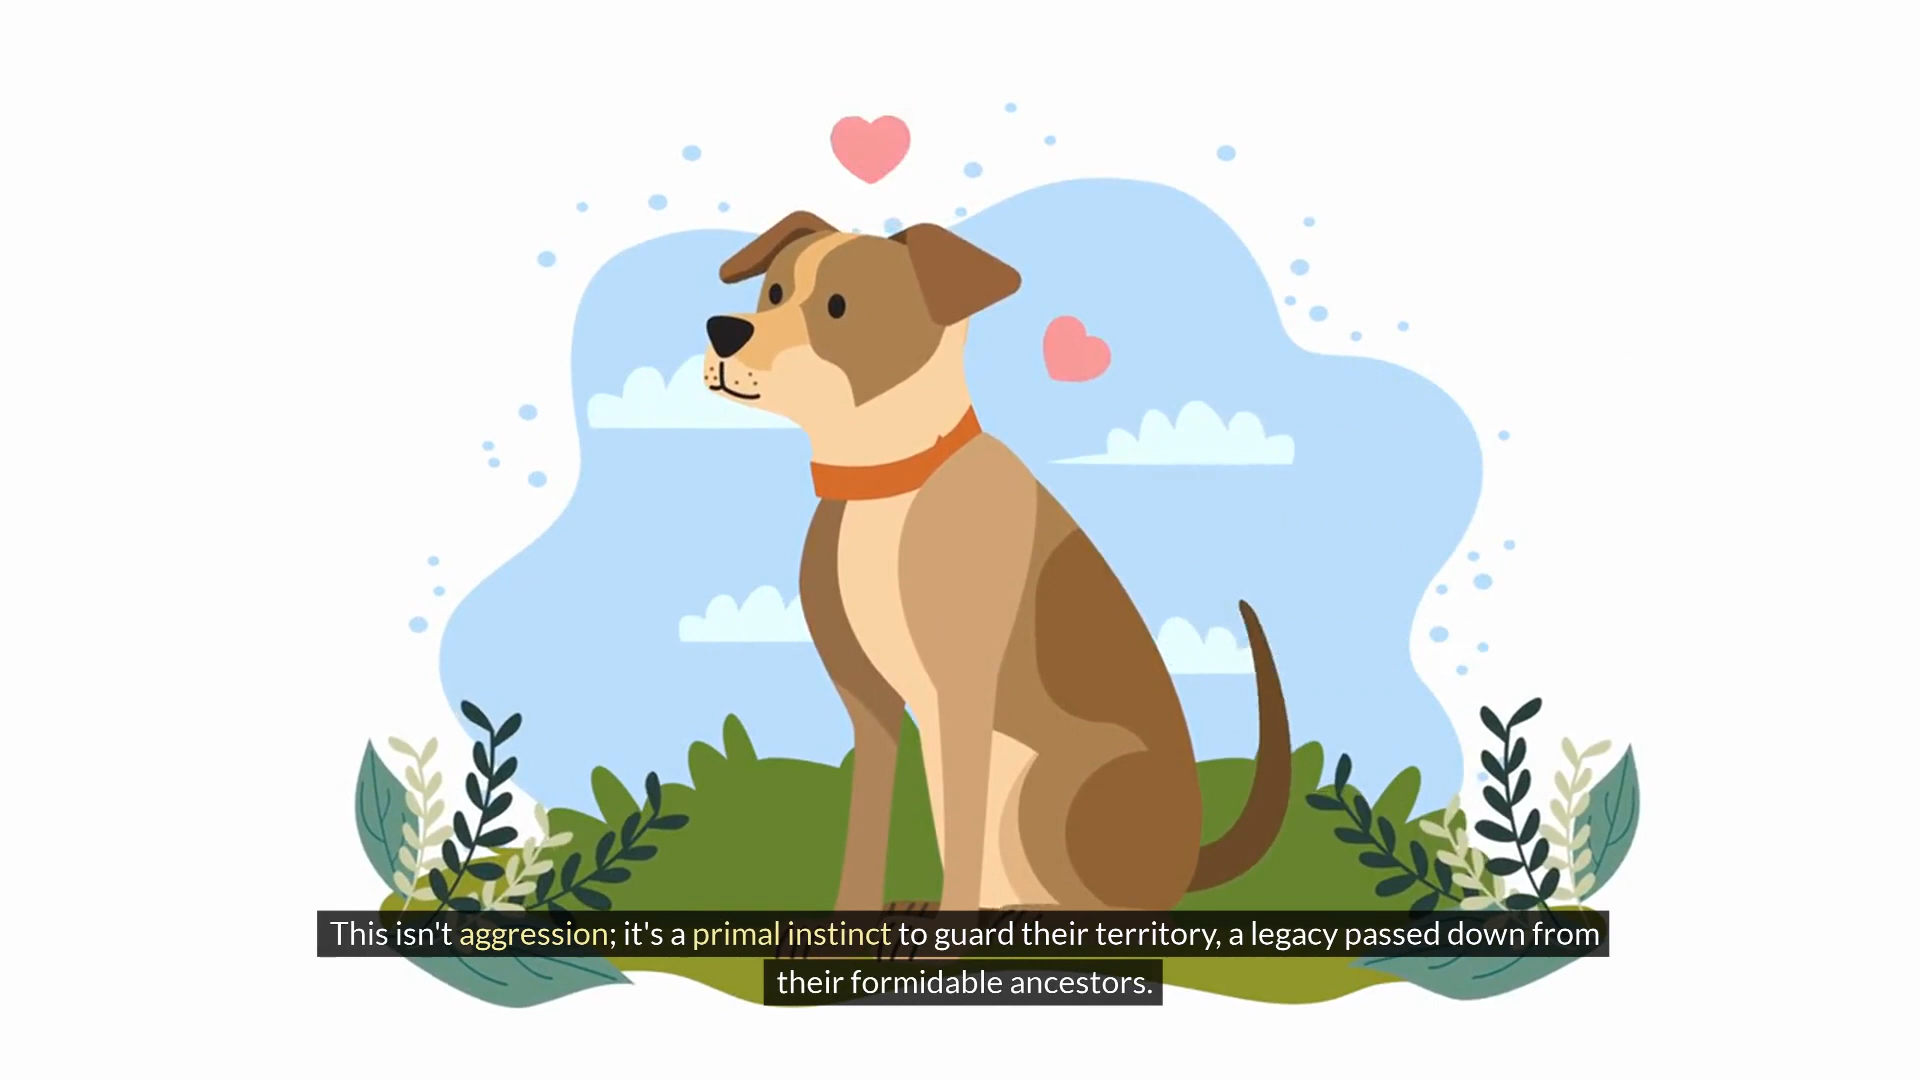 This isn't aggression; it's a primal instinct to guard their territory, a legacy passed down from
their formidable ancestors.